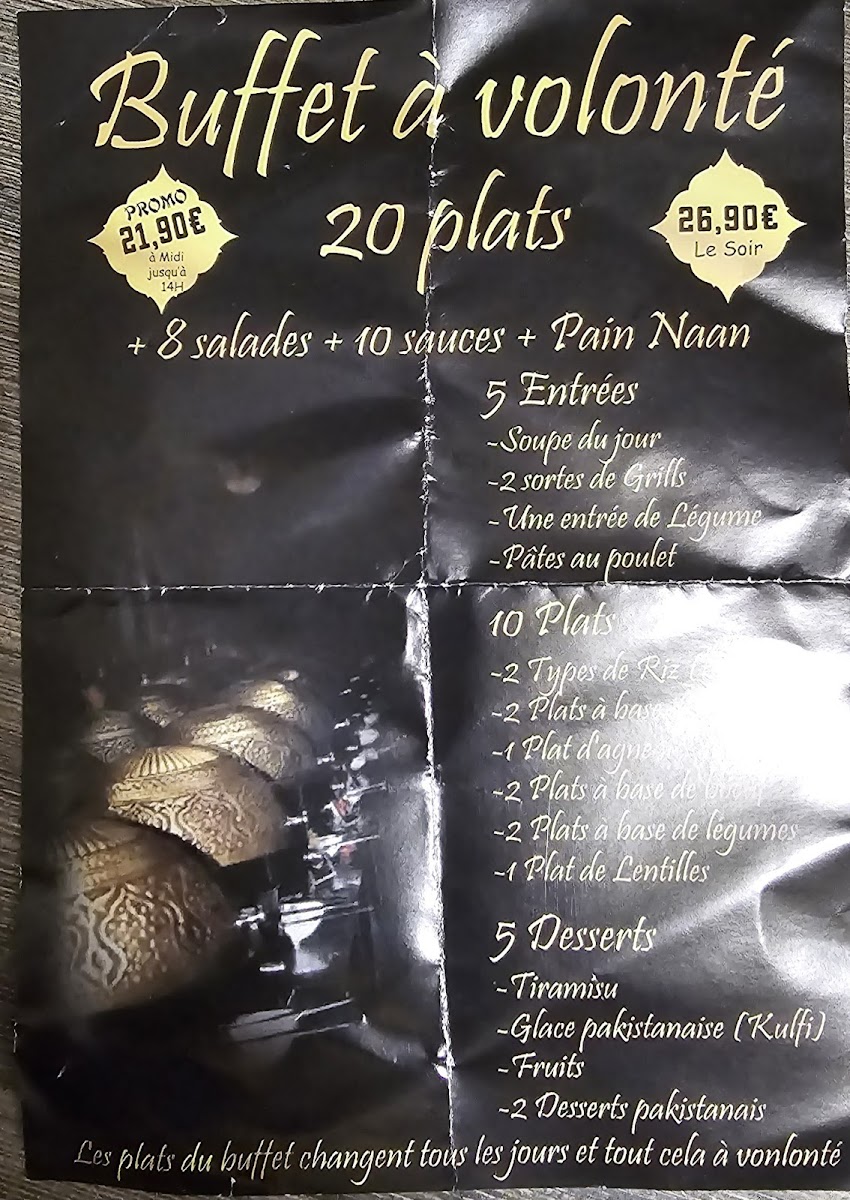 Buffet à volonté
PROMO
21,90€
à Midi
jusqu'à
14H
20 plats
26,90€
Le Soir
+ 8 salades + 10 sauces + Pain Naan
5 Entrées
-Soupe du jour
-2 sortes de Grills
-Une entrée de Légume
-Pâtes au poulet
10 Plats
-2 Types de Riz
-2 Plats à base
-1 Plat d'agneau
-2 Plats à base de boeuf
-2 Plats à base de légumes
-1 Plat de Lentilles
5 Desserts
-Tiramisu
-Glace pakistanaise (Kulfi)
-Fruits
-2 Desserts pakistanais
Les plats du buffet changent tous les jours et tout cela à vonlonté